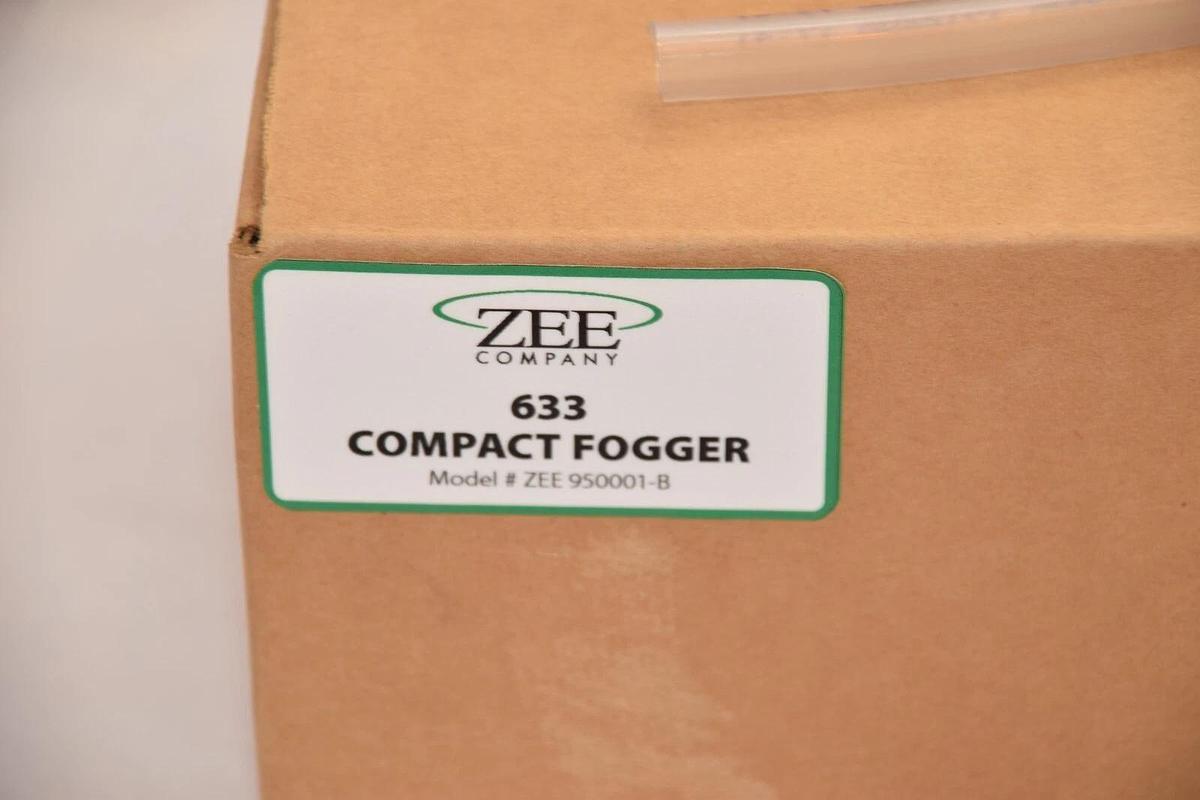 ZEE
COMPANY
633
COMPACT FOGGER
Model # ZEE 950001-B